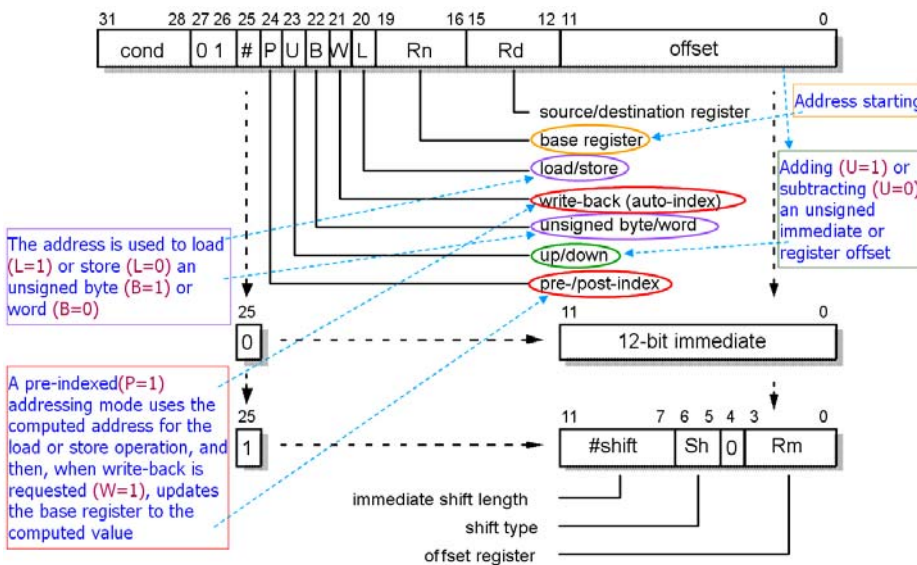 31 28 27 26 25 24 23 22 21 20 19 16 15 12 11 0
cond 0 1 # P U B W L Rn Rd offset
source/destination register
Address starting
base register
load/store
Adding (U=1) or
subtracting (U=0)
an unsigned
immediate or
register offset
write-back (auto-index)
unsigned byte/word
up/down
pre-/post-index
The address is used to load
(L=1) or store (L=0) an
unsigned byte (B=1) or
word (B=0)
25 11 0
0 12-bit immediate
A pre-indexed(P=1)
addressing mode uses the
computed address for the
load or store operation, and
then, when write-back is
requested (W=1), updates
the base register to the
computed value
25 11 7 6 5 4 3 0
1 #shift Sh 0 Rm
immediate shift length
shift type
offset register